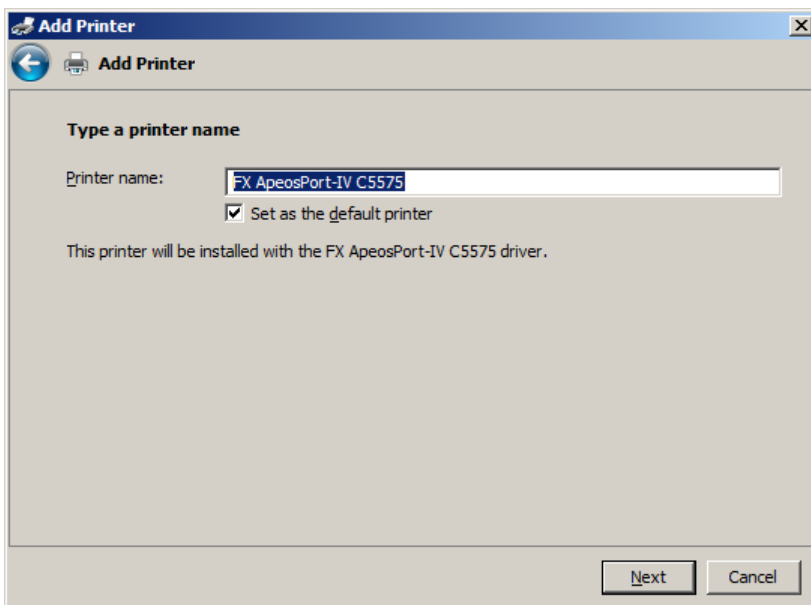 Add Printer
Add Printer
Type a printer name
Printer name:
FX ApeosPort-IV C5575
Set as the default printer
This printer will be installed with the FX ApeosPort-IV C5575 driver.
Next
Cancel